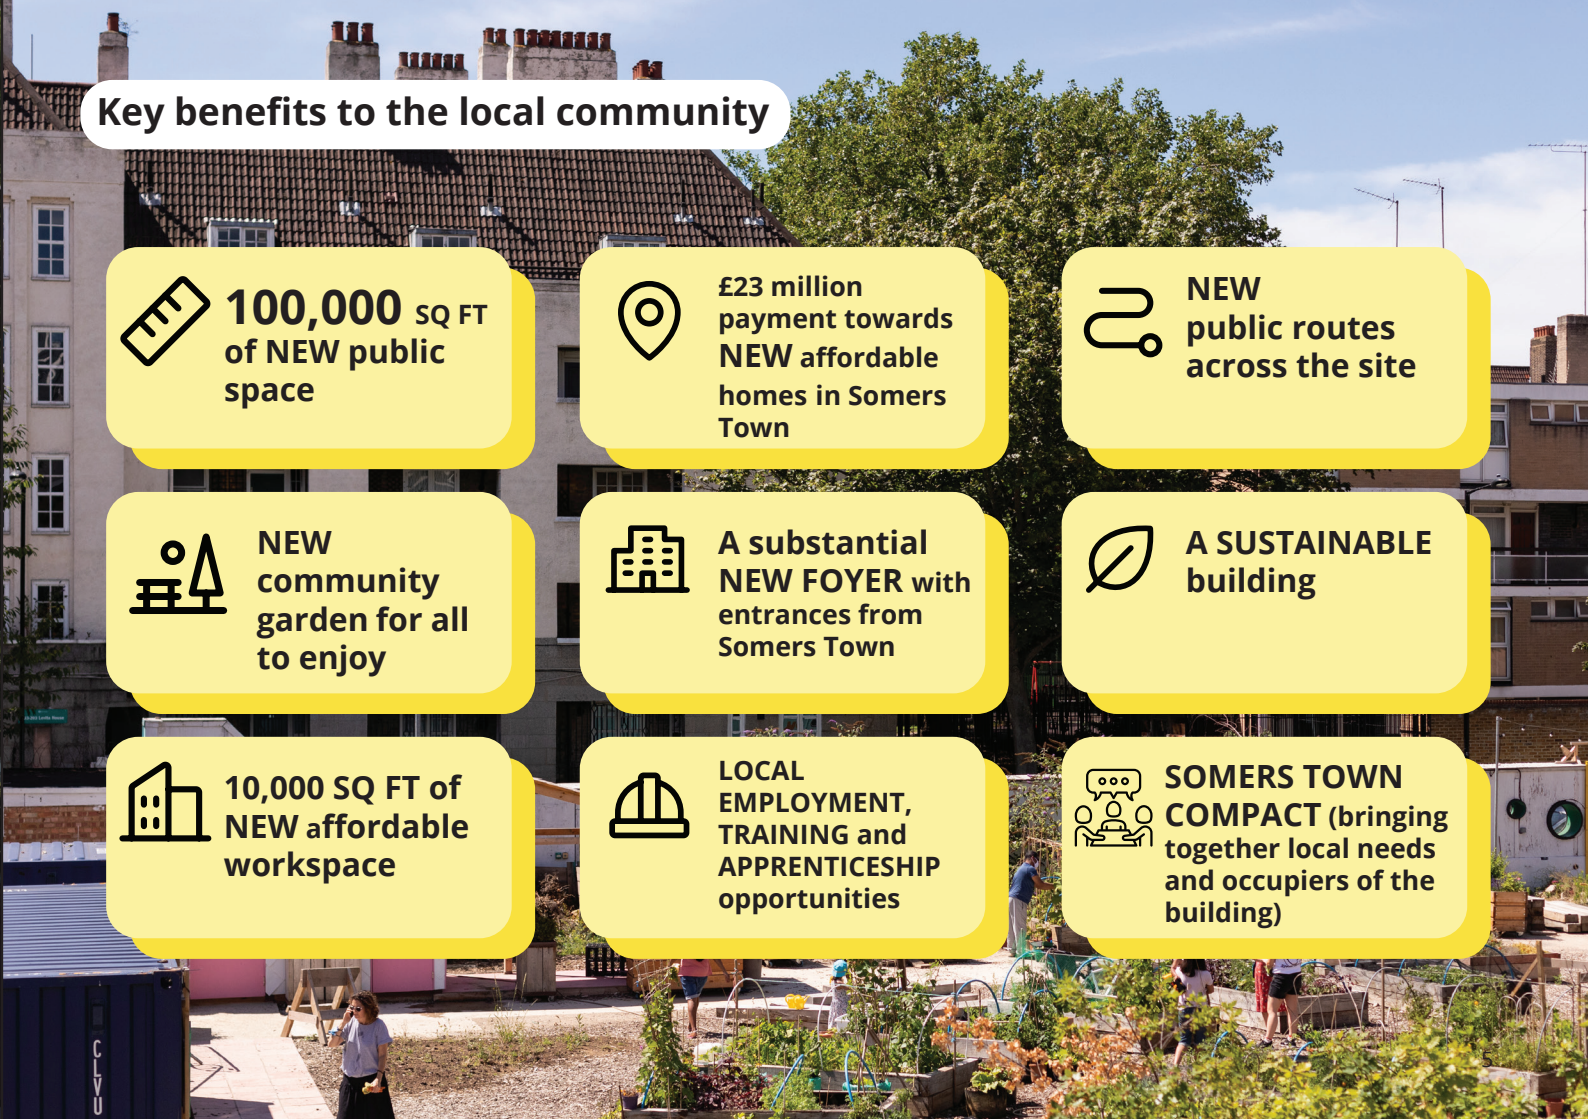 Key benefits to the local community
100,000 SQ FT
of NEW public
space
£23 million
payment towards
NEW affordable
homes in Somers
Town
NEW
public routes
across the site
NEW
community
garden for all
to enjoy
A substantial
NEW FOYER with
entrances from
Somers Town
A SUSTAINABLE
building
10,000 SQ FT of
NEW affordable
workspace
LOCAL
EMPLOYMENT,
TRAINING and
APPRENTICESHIP
opportunities
SOMERS TOWN
COMPACT (bringing
together local needs
and occupiers of the
building)
CLVU